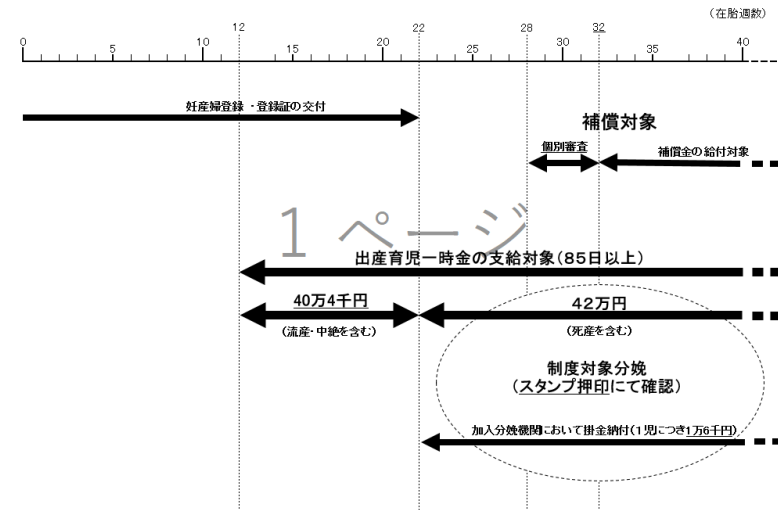 (在胎週数)
0 5 10 12 15 20 22 25 28 30 32 35 40
妊産婦登録・登録証の交付
補償対象
個別審査
補償金の給付対象
1 ページ
出産育児一時金の支給対象(85日以上)
40万4千円
42万円
(流産・中絶を含む)
(死産を含む)
制度対象分娩
(スタンプ押印にて確認)
加入分娩機関において掛金納付(1児につき1万6千円)